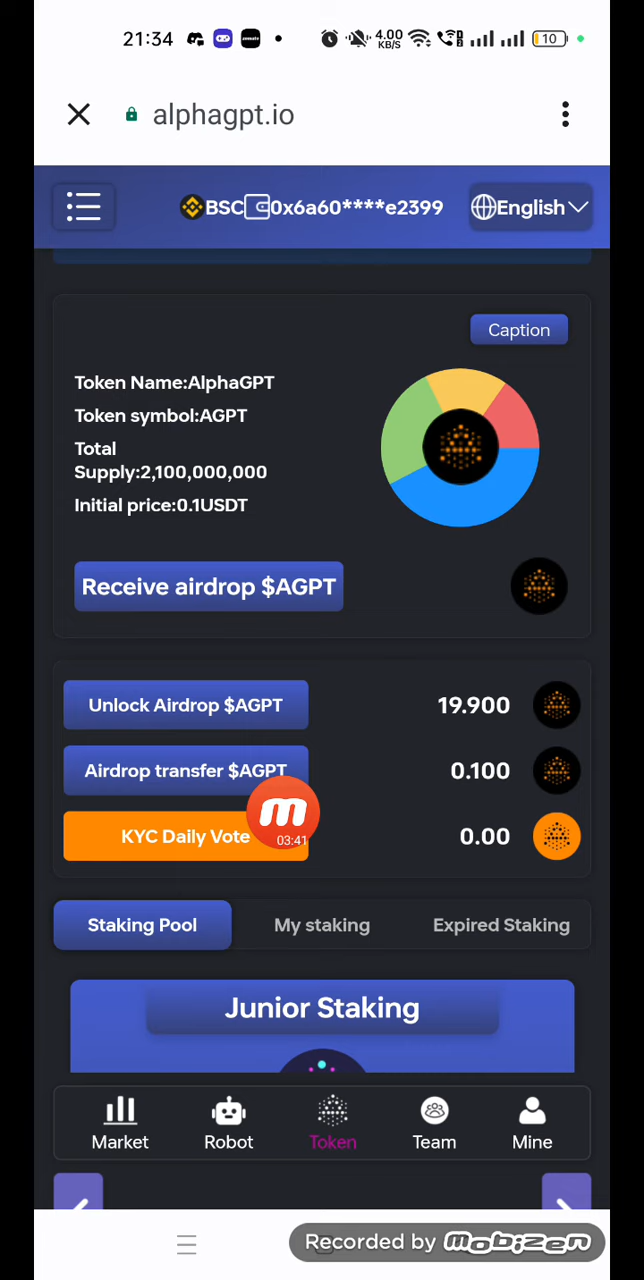 21:34 4.00 KB/S 10
alphagpt.io
BSC 0x6a60****e2399 English
Caption
Token Name:AlphaGPT
Token symbol:AGPT
Total
Supply:2,100,000,000
Initial price:0.1USDT
Receive airdrop $AGPT
Unlock Airdrop $AGPT 19.900
Airdrop transfer $AGPT 0.100
m
03:41
KYC Daily Vote 0.00
Staking Pool My staking Expired Staking
Junior Staking
Market Robot Token Team Mine
Recorded by mobizen